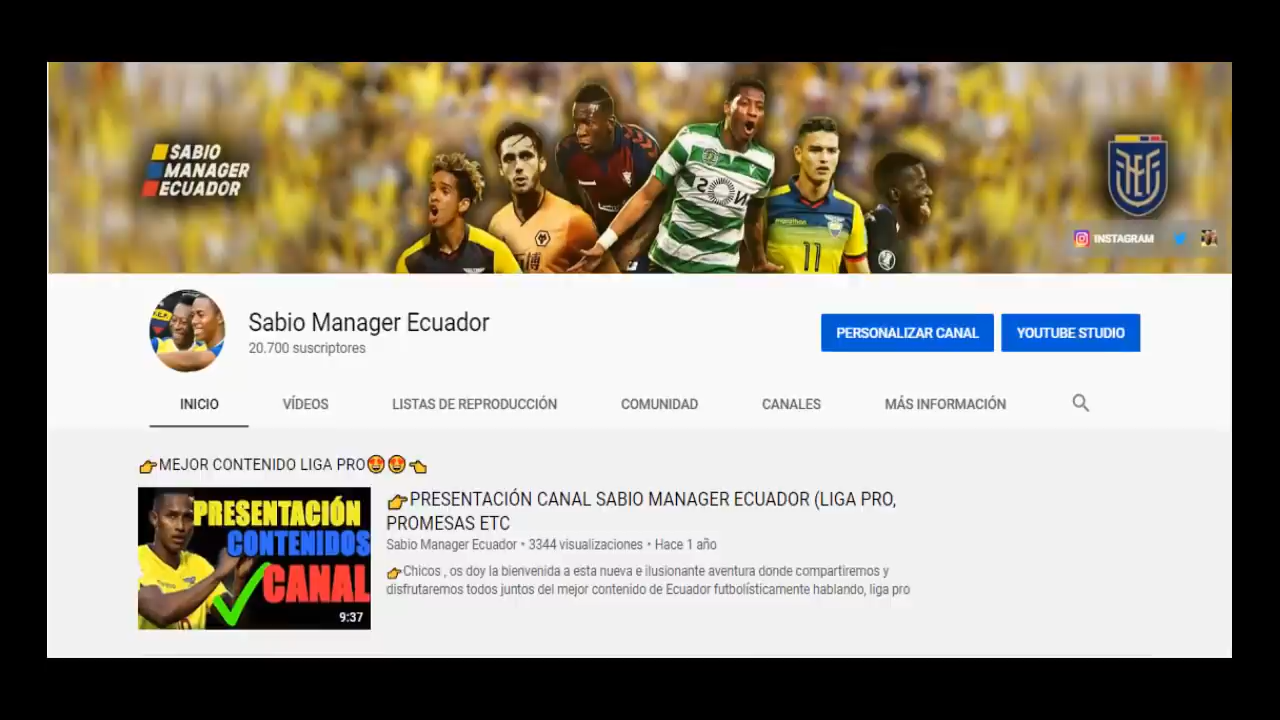 SABIO
MANAGER
ECUADOR
11
INSTAGRAM
Sabio Manager Ecuador
20.700 suscriptores
PERSONALIZAR CANAL
YOUTUBE STUDIO
INICIO
VÍDEOS
LISTAS DE REPRODUCCIÓN
COMUNIDAD
CANALES
MÁS INFORMACIÓN
👉MEJOR CONTENIDO LIGA PRO🤩🤩👈
PRESENTACIÓN
CONTENIDOS
CANAL
9:37
👉PRESENTACIÓN CANAL SABIO MANAGER ECUADOR (LIGA PRO,
PROMESAS ETC
Sabio Manager Ecuador • 3344 visualizaciones • Hace 1 año
👉Chicos , os doy la bienvenida a esta nueva e ilusionante aventura donde compartiremos y
disfrutaremos todos juntos del mejor contenido de Ecuador futbolísticamente hablando, liga pro